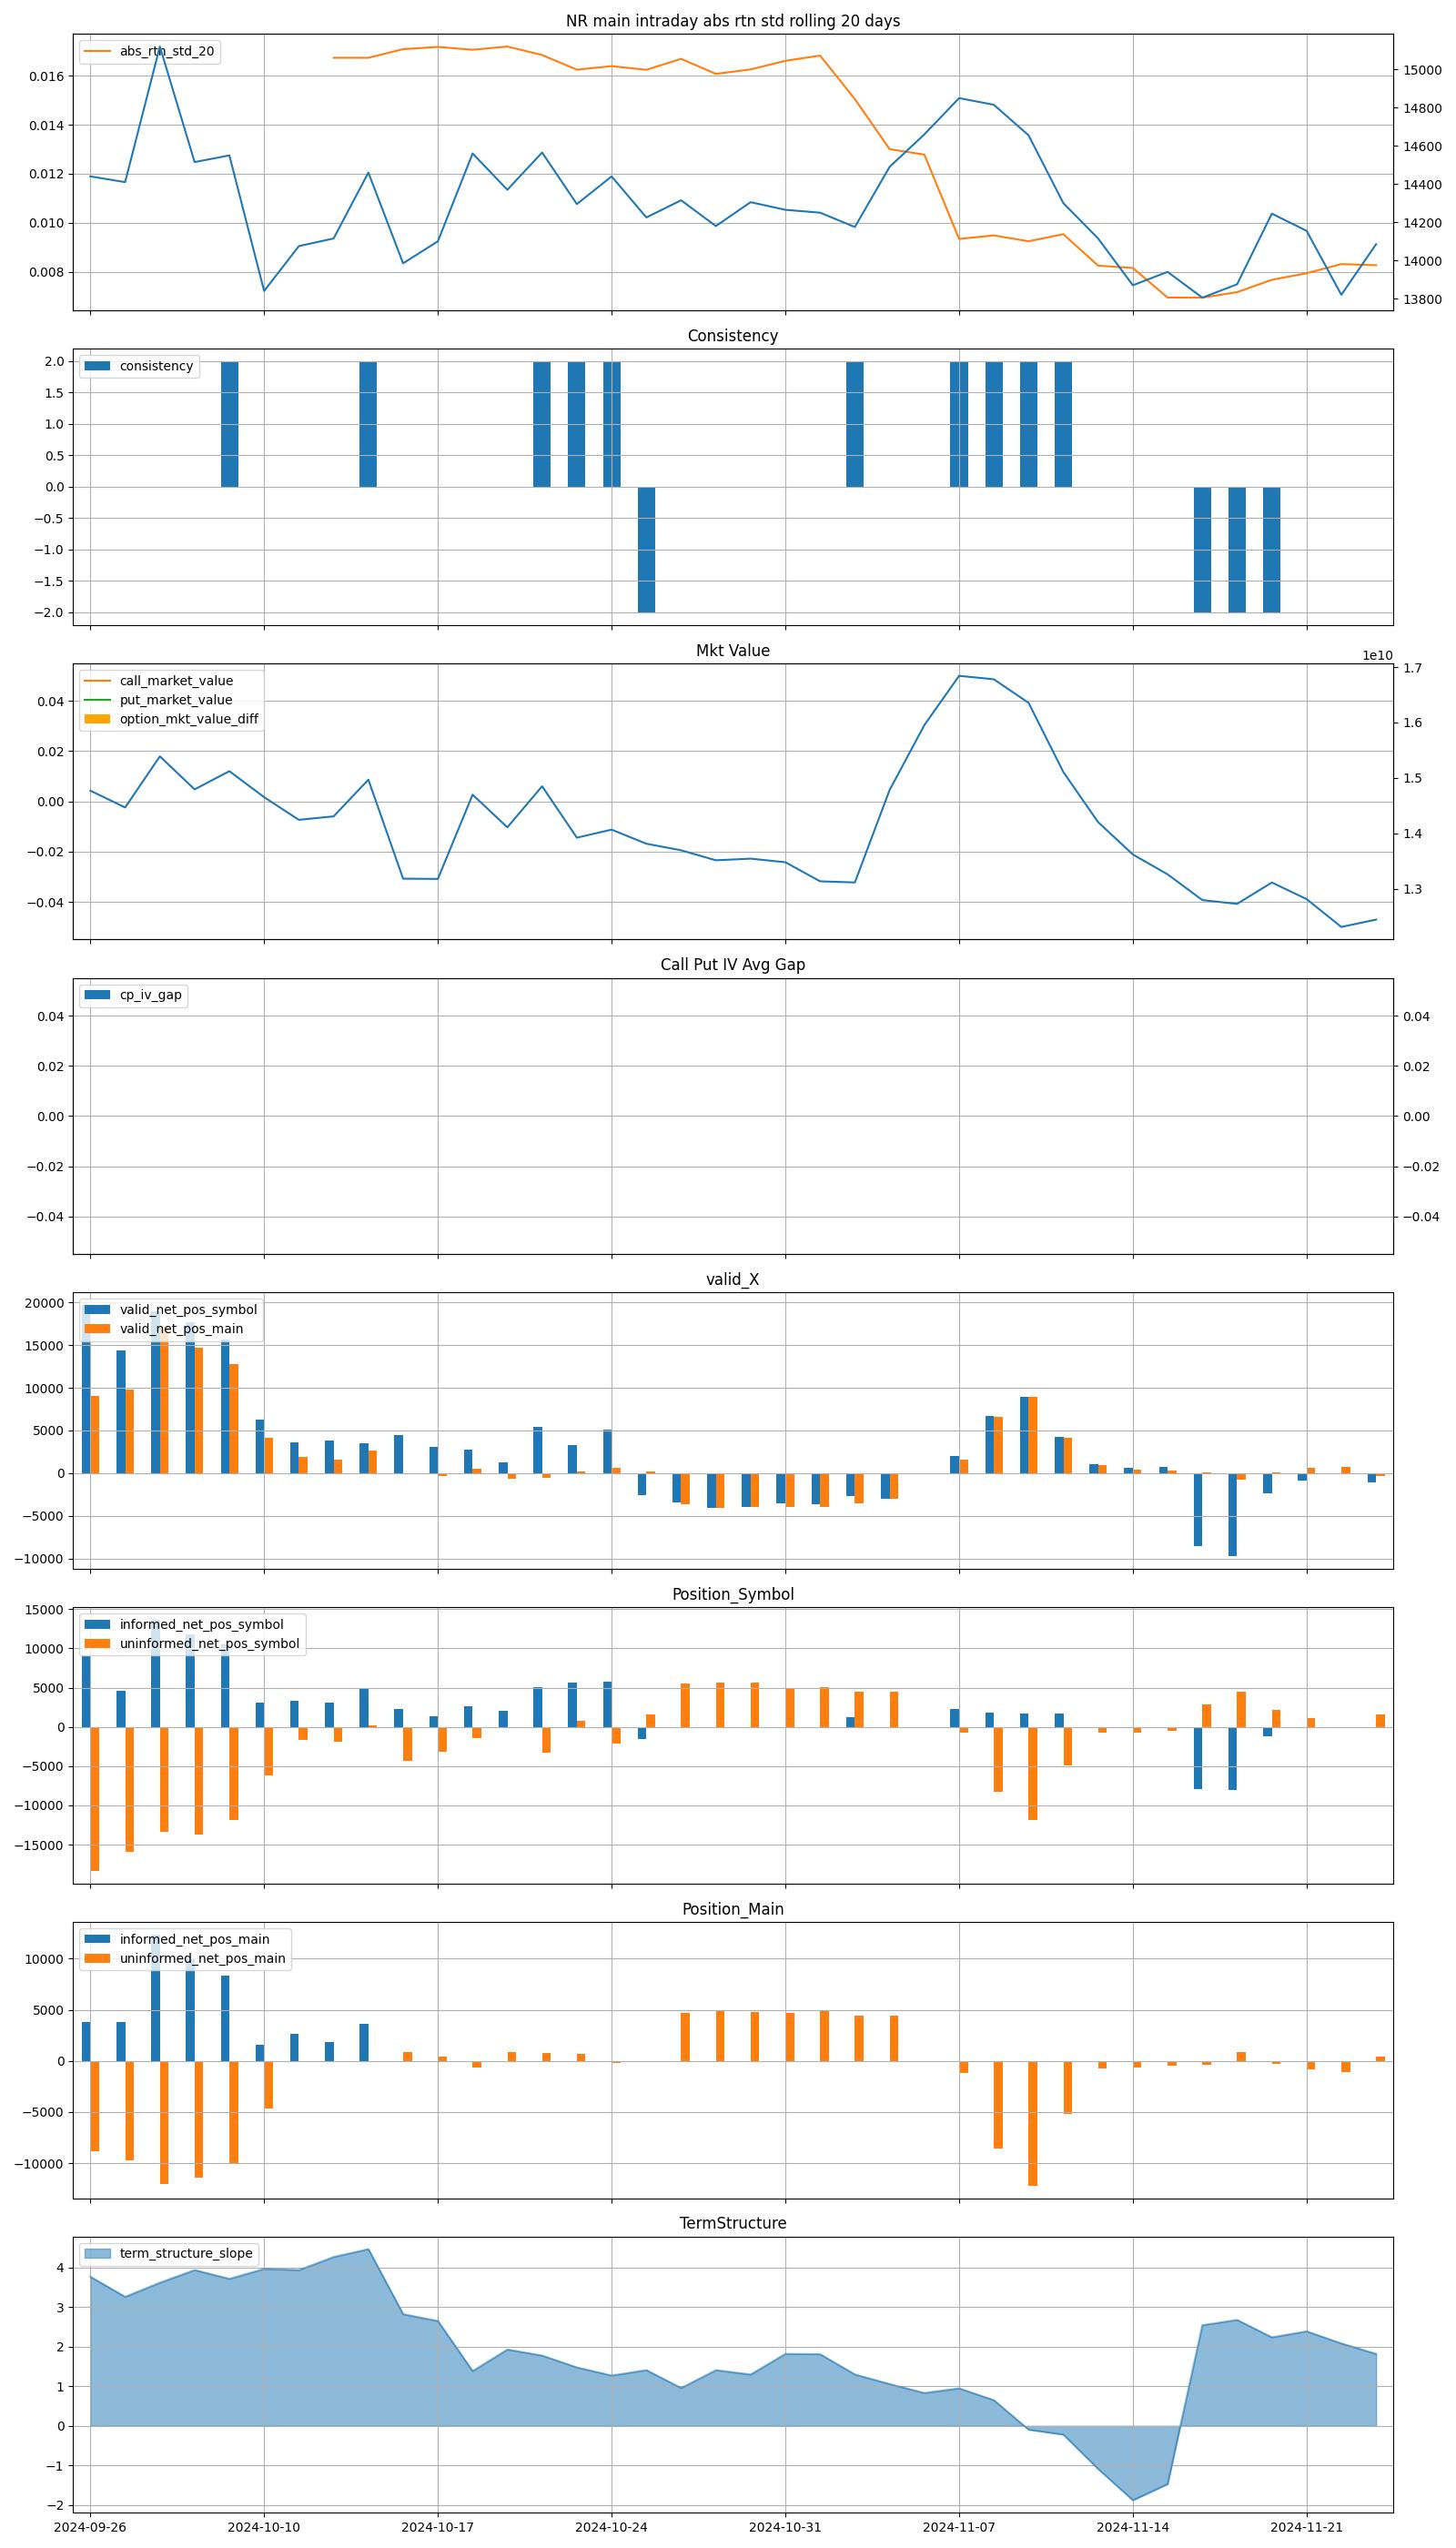 NR main intraday abs rtn std rolling 20 days
abs_rtn_std_20
0.016
0.014
0.012
0.010
0.008
15000
14800
14600
14400
14200
14000
13800
Consistency
consistency
2.0
1.5
1.0
0.5
0.0
−0.5
−1.0
−1.5
−2.0
Mkt Value
1e10
call_market_value
put_market_value
option_mkt_value_diff
0.04
0.02
0.00
−0.02
−0.04
1.7
1.6
1.5
1.4
1.3
Call Put IV Avg Gap
cp_iv_gap
0.04
0.02
0.00
−0.02
−0.04
0.04
0.02
0.00
−0.02
−0.04
valid_X
valid_net_pos_symbol
valid_net_pos_main
20000
15000
10000
5000
0
−5000
−10000
Position_Symbol
informed_net_pos_symbol
uninformed_net_pos_symbol
15000
10000
5000
0
−5000
−10000
−15000
Position_Main
informed_net_pos_main
uninformed_net_pos_main
10000
5000
0
−5000
−10000
TermStructure
term_structure_slope
4
3
2
1
0
−1
−2
2024-09-26 2024-10-10 2024-10-17 2024-10-24 2024-10-31 2024-11-07 2024-11-14 2024-11-21